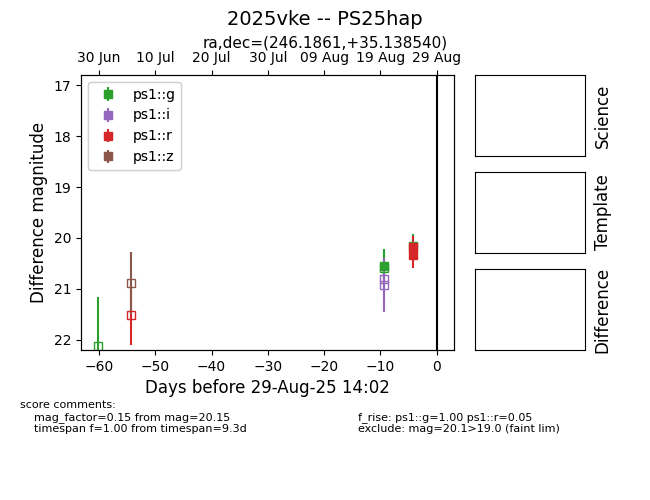 2025vke -- PS25hap
ra,dec=(246.1861,+35.138540)
30 Jun 10 Jul 20 Jul 30 Jul 09 Aug 19 Aug 29 Aug
17
18
19
20
21
22
Difference magnitude
ps1::g
ps1::i
ps1::r
ps1::z
−60 −50 −40 −30 −20 −10 0
Days before 29-Aug-25 14:02
Science
Template
Difference
score comments:
mag_factor=0.15 from mag=20.15
timespan f=1.00 from timespan=9.3d
f_rise: ps1::g=1.00 ps1::r=0.05
exclude: mag=20.1>19.0 (faint lim)